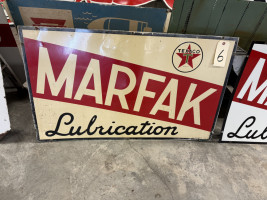 TEXACO
6
MARFAK
Lubrication